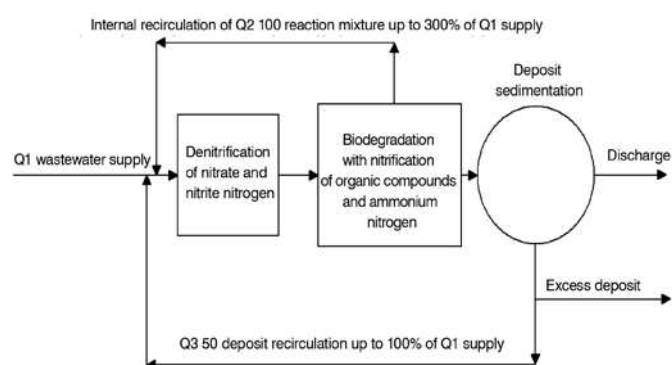 Internal recirculation of Q2 100 reaction mixture up to 300% of Q1 supply
Deposit
sedimentation
Q1 wastewater supply
Denitrification
of nitrate and
nitrite nitrogen
Biodegradation
with nitrification
of organic compounds
and ammonium
nitrogen
Discharge
Excess deposit
Q3 50 deposit recirculation up to 100% of Q1 supply